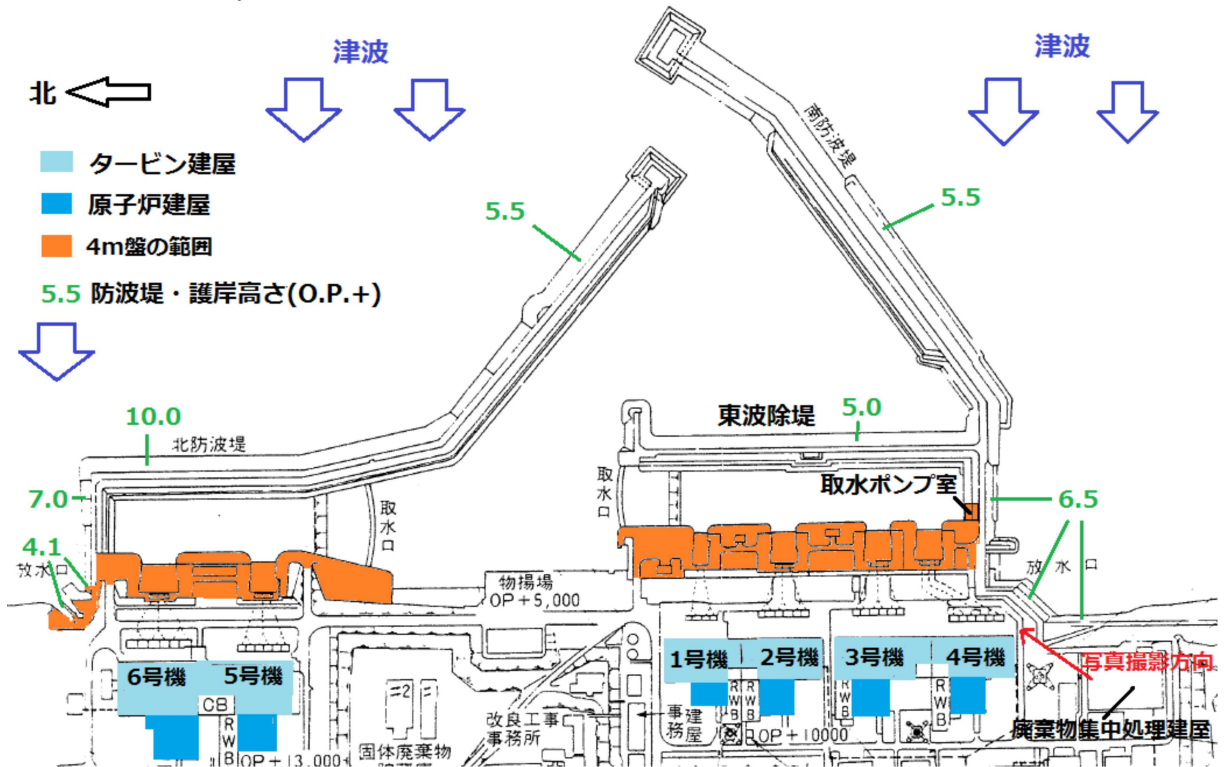 津波
津波
北
タービン建屋
原子炉建屋
4m盤の範囲
5.5 防波堤・護岸高さ(O.P.+)
南防波堤
5.5
5.5
10.0
北防波堤
7.0
4.1
放水口
取水口
東波除堤
5.0
取水口
取水ポンプ室
6.5
放水口
物揚場
OP+5,000
1号機
2号機
3号機
4号機
6号機
5号機
写真撮影方向
CB
RWB
RWB
RWB
RWB
改良工事
事務所
事務
建屋
固体廃棄物
OP+10000
廃棄物集中処理建屋
OP+13,000